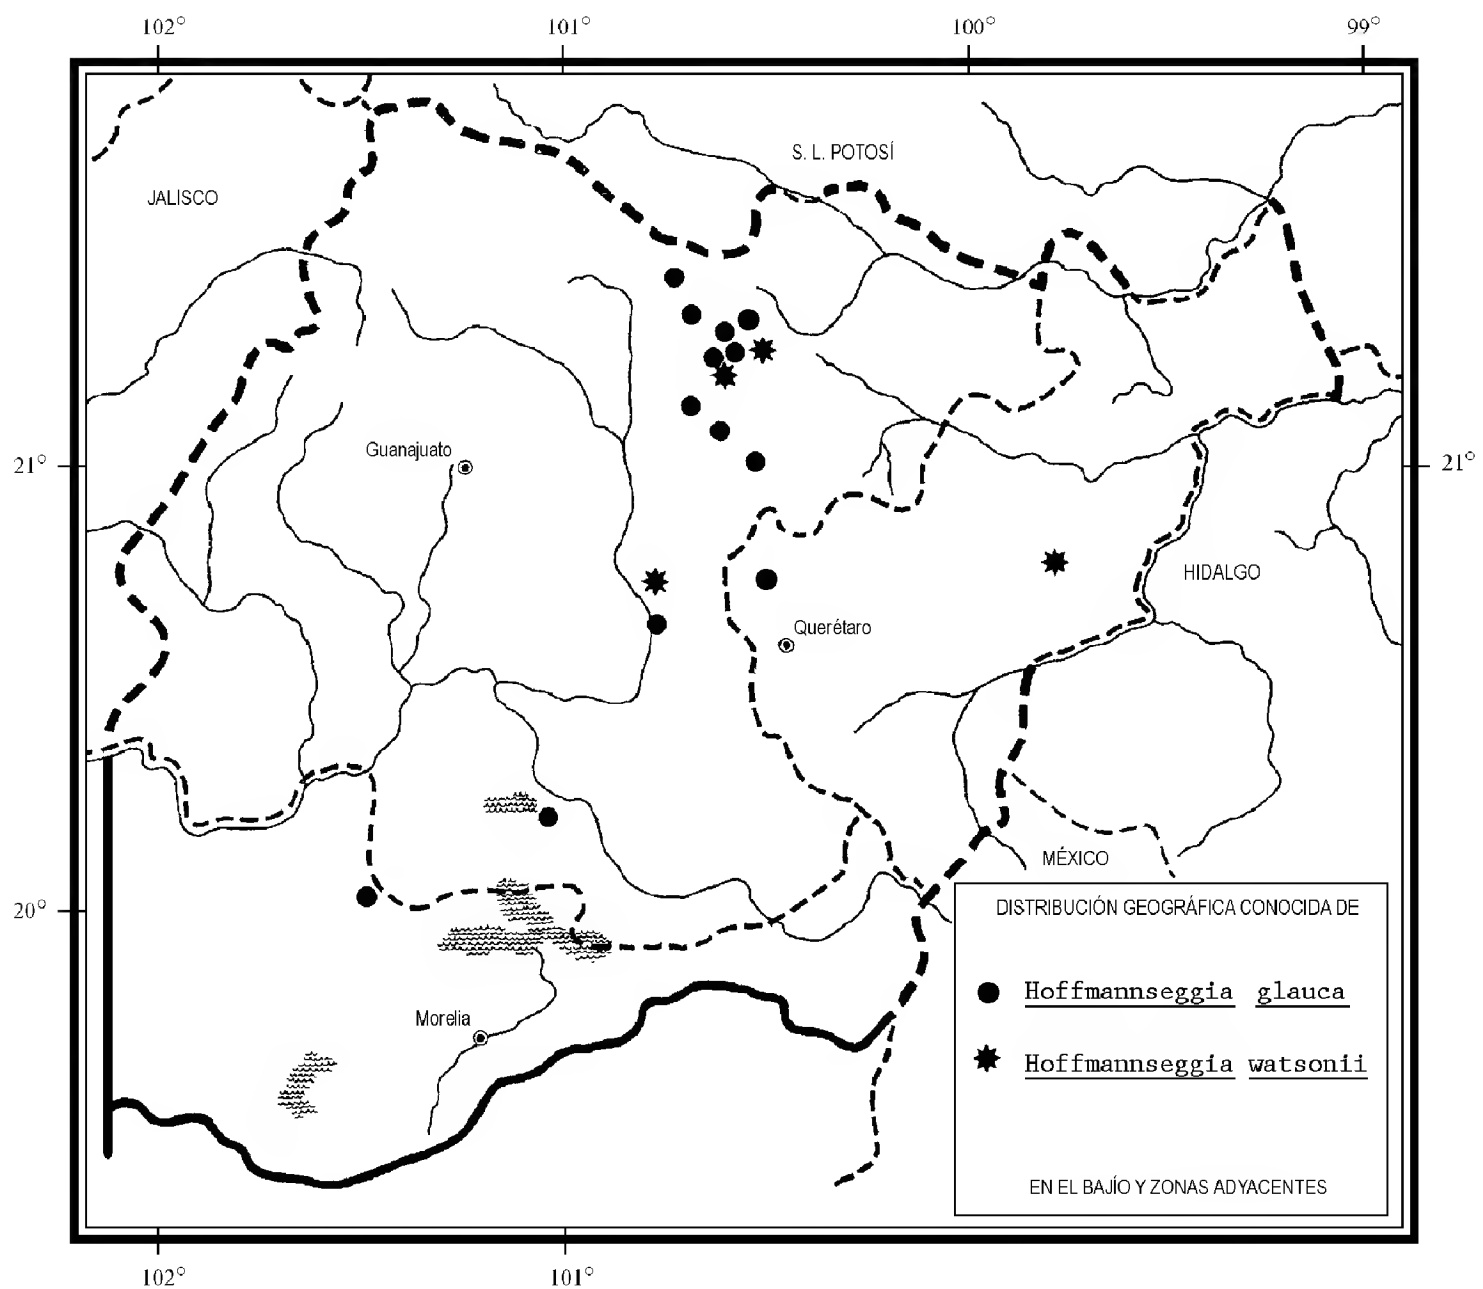 102° 101° 100° 99°
S. L. POTOSÍ
JALISCO
Guanajuato
21° 21°
HIDALGO
Querétaro
MÉXICO
20°
DISTRIBUCIÓN GEOGRÁFICA CONOCIDA DE
Hoffmannseggia glauca
Morelia
Hoffmannseggia watsonii
EN EL BAJÍO Y ZONAS ADYACENTES
102° 101°